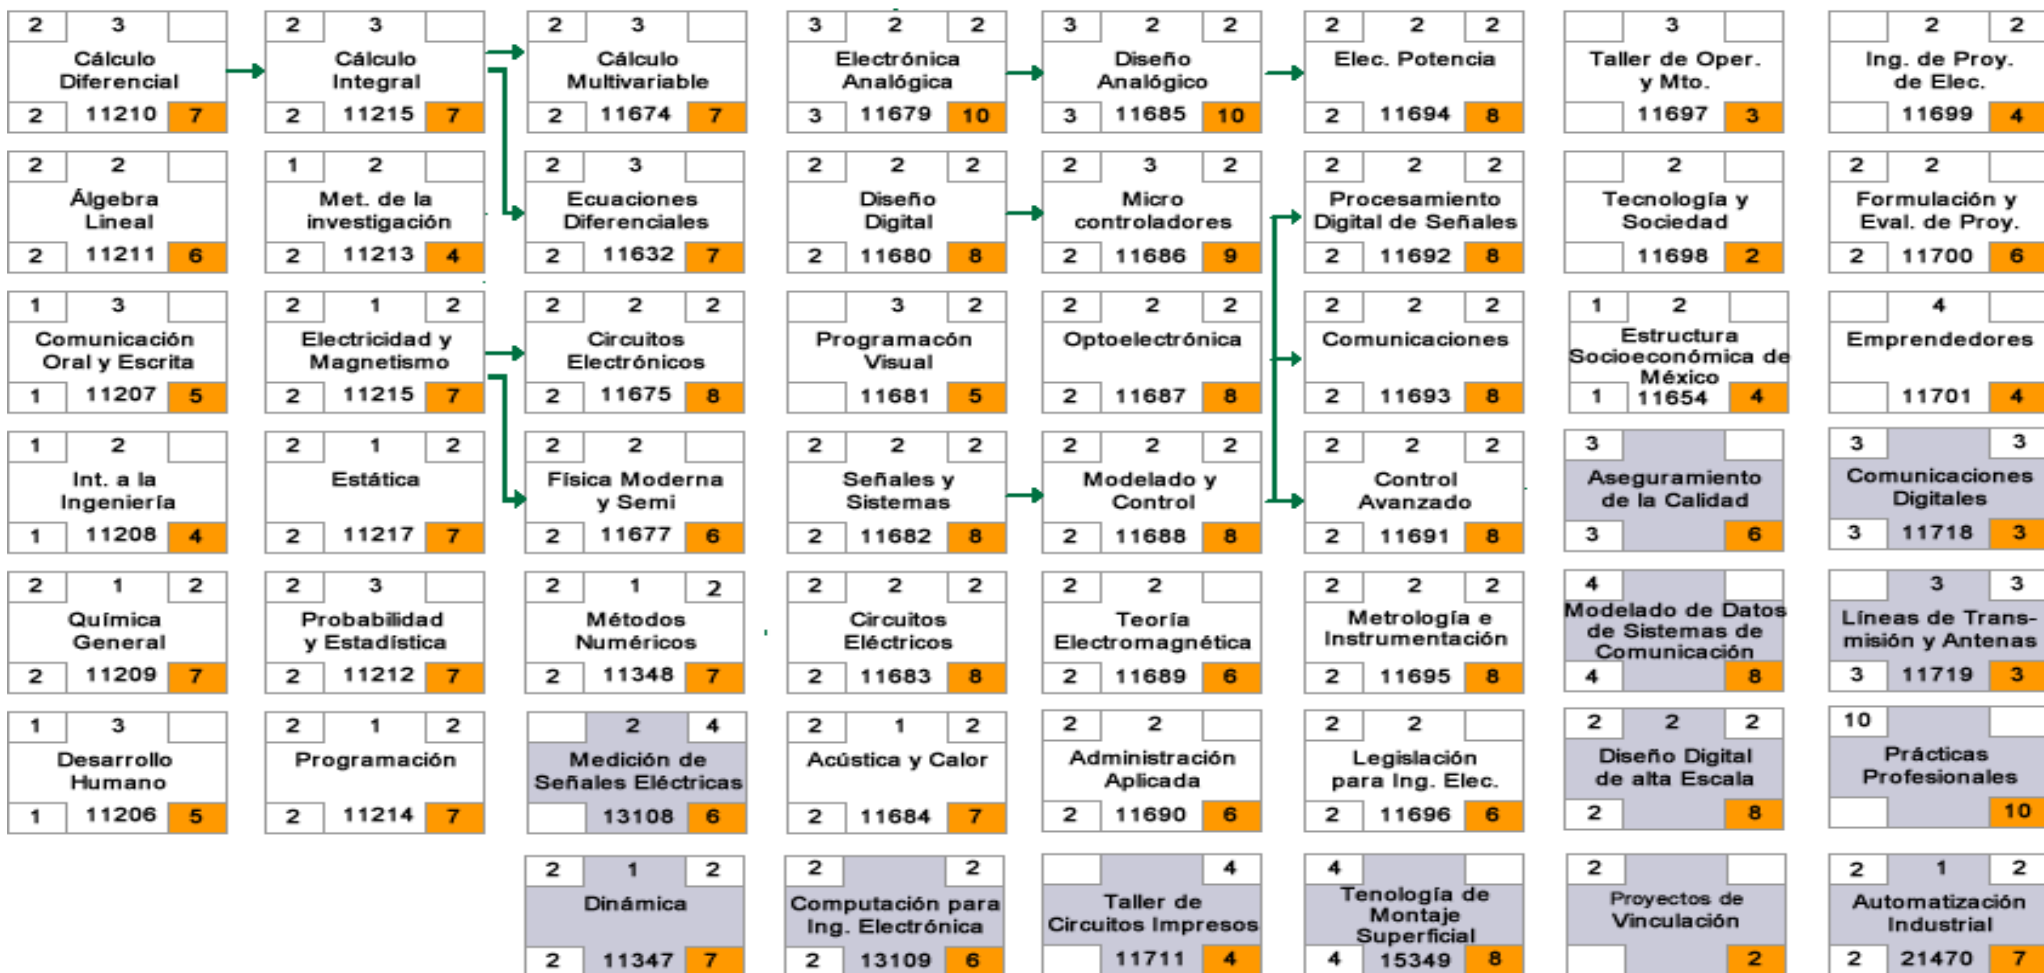 2 3
Cálculo
Diferencial
2 11210 7
2 3
Cálculo
Integral
2 11215 7
2 3
Cálculo
Multivariable
2 11674 7
3 2 2
Electrónica
Analógica
3 11679 10
3 2 2
Diseño
Analógico
3 11685 10
2 2 2
Elec. Potencia
2 11694 8
3
Taller de Oper.
y Mto.
11697 3
2 2
Ing. de Proy.
de Elec.
11699 4
2 2
Álgebra
Lineal
2 11211 6
1 2
Met. de la
investigación
2 11213 4
2 3
Ecuaciones
Diferenciales
2 11632 7
2 2 2
Diseño
Digital
2 11680 8
2 3 2
Micro
controladores
2 11686 9
2 2 2
Procesamiento
Digital de Señales
2 11692 8
2
Tecnología y
Sociedad
11698 2
2 2
Formulación y
Eval. de Proy.
2 11700 6
1 3
Comunicación
Oral y Escrita
1 11207 5
2 1 2
Electricidad y
Magnetismo
2 11215 7
2 2 2
Circuitos
Electrónicos
2 11675 8
3 2
Programacón
Visual
11681 5
2 2 2
Optoelectrónica
2 11687 8
2 2 2
Comunicaciones
2 11693 8
1 2
Estructura
Socioeconómica de
México
1 11654 4
4
Emprendedores
11701 4
1 2
Int. a la
Ingeniería
1 11208 4
2 1 2
Estática
2 11217 7
2 2
Física Moderna
y Semi
2 11677 6
2 2 2
Señales y
Sistemas
2 11682 8
2 2 2
Modelado y
Control
2 11688 8
2 2 2
Control
Avanzado
2 11691 8
3
Aseguramiento
de la Calidad
3 6
3 3
Comunicaciones
Digitales
3 11718 3
2 1 2
Química
General
2 11209 7
2 3
Probabilidad
y Estadística
2 11212 7
2 1 2
Métodos
Numéricos
2 11348 7
2 2 2
Circuitos
Eléctricos
2 11683 8
2 2
Teoría
Electromagnética
2 11689 6
2 2 2
Metrología e
Instrumentación
2 11695 8
4
Modelado de Datos
de Sistemas de
Comunicación
4 8
3 3
Líneas de Trans-
misión y Antenas
3 11719 3
1 3
Desarrollo
Humano
1 11206 5
2 1 2
Programación
2 11214 7
2 4
Medición de
Señales Eléctricas
13108 6
2 1 2
Acústica y Calor
2 11684 7
2 2
Administración
Aplicada
2 11690 6
2 2
Legislación
para Ing. Elec.
2 11696 6
2 2 2
Diseño Digital
de alta Escala
2 8
10
Prácticas
Profesionales
10
2 1 2
Dinámica
2 11347 7
2 2
Computación para
Ing. Electrónica
2 13109 6
4
Taller de
Circuitos Impresos
11711 4
4
Tenología de
Montaje
Superficial
4 15349 8
2
Proyectos de
Vinculación
2
2 1 2
Automatización
Industrial
2 21470 7